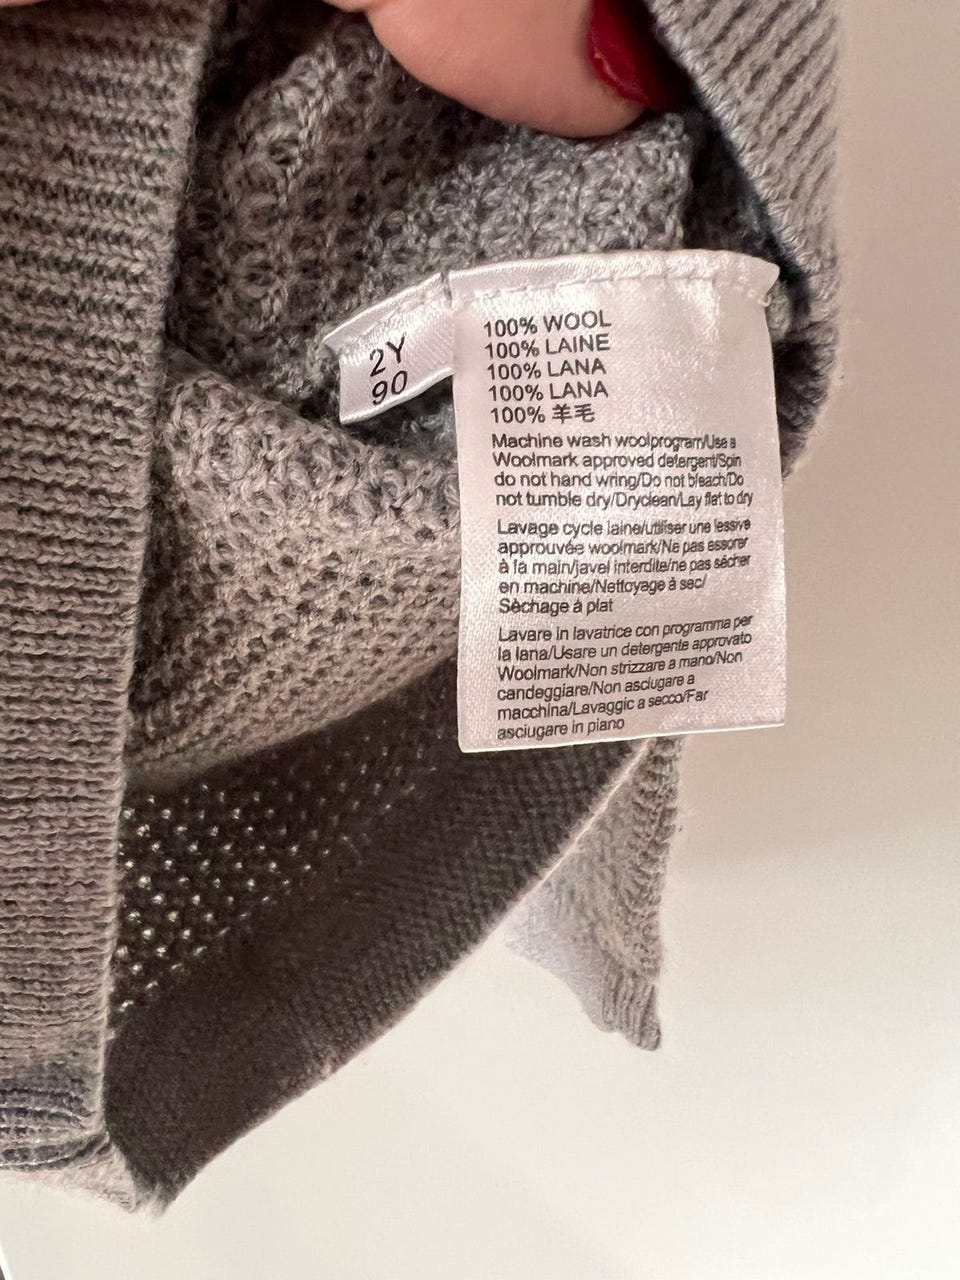 2Y
90
100% WOOL
100% LAINE
100% LANA
100% LANA
100% 羊毛
Machine wash woolprogram/Use a
Woolmark approved detergent/Spin
do not hand wring/Do not bleach/Do
not tumble dry/Dryclean/Lay flat to dry
Lavage cycle laine/utiliser une lessive
approuvée woolmark/Ne pas essorer
à la main/javel interdite/ne pas sècher
en machine/Nettoyage à sec/
Sèchage à plat
Lavare in lavatrice con programma per
la lana/Usare un detergente approvato
Woolmark/Non strizzare a mano/Non
candeggiare/Non asciugare a
macchina/Lavaggic a secco/Far
asciugare in piano